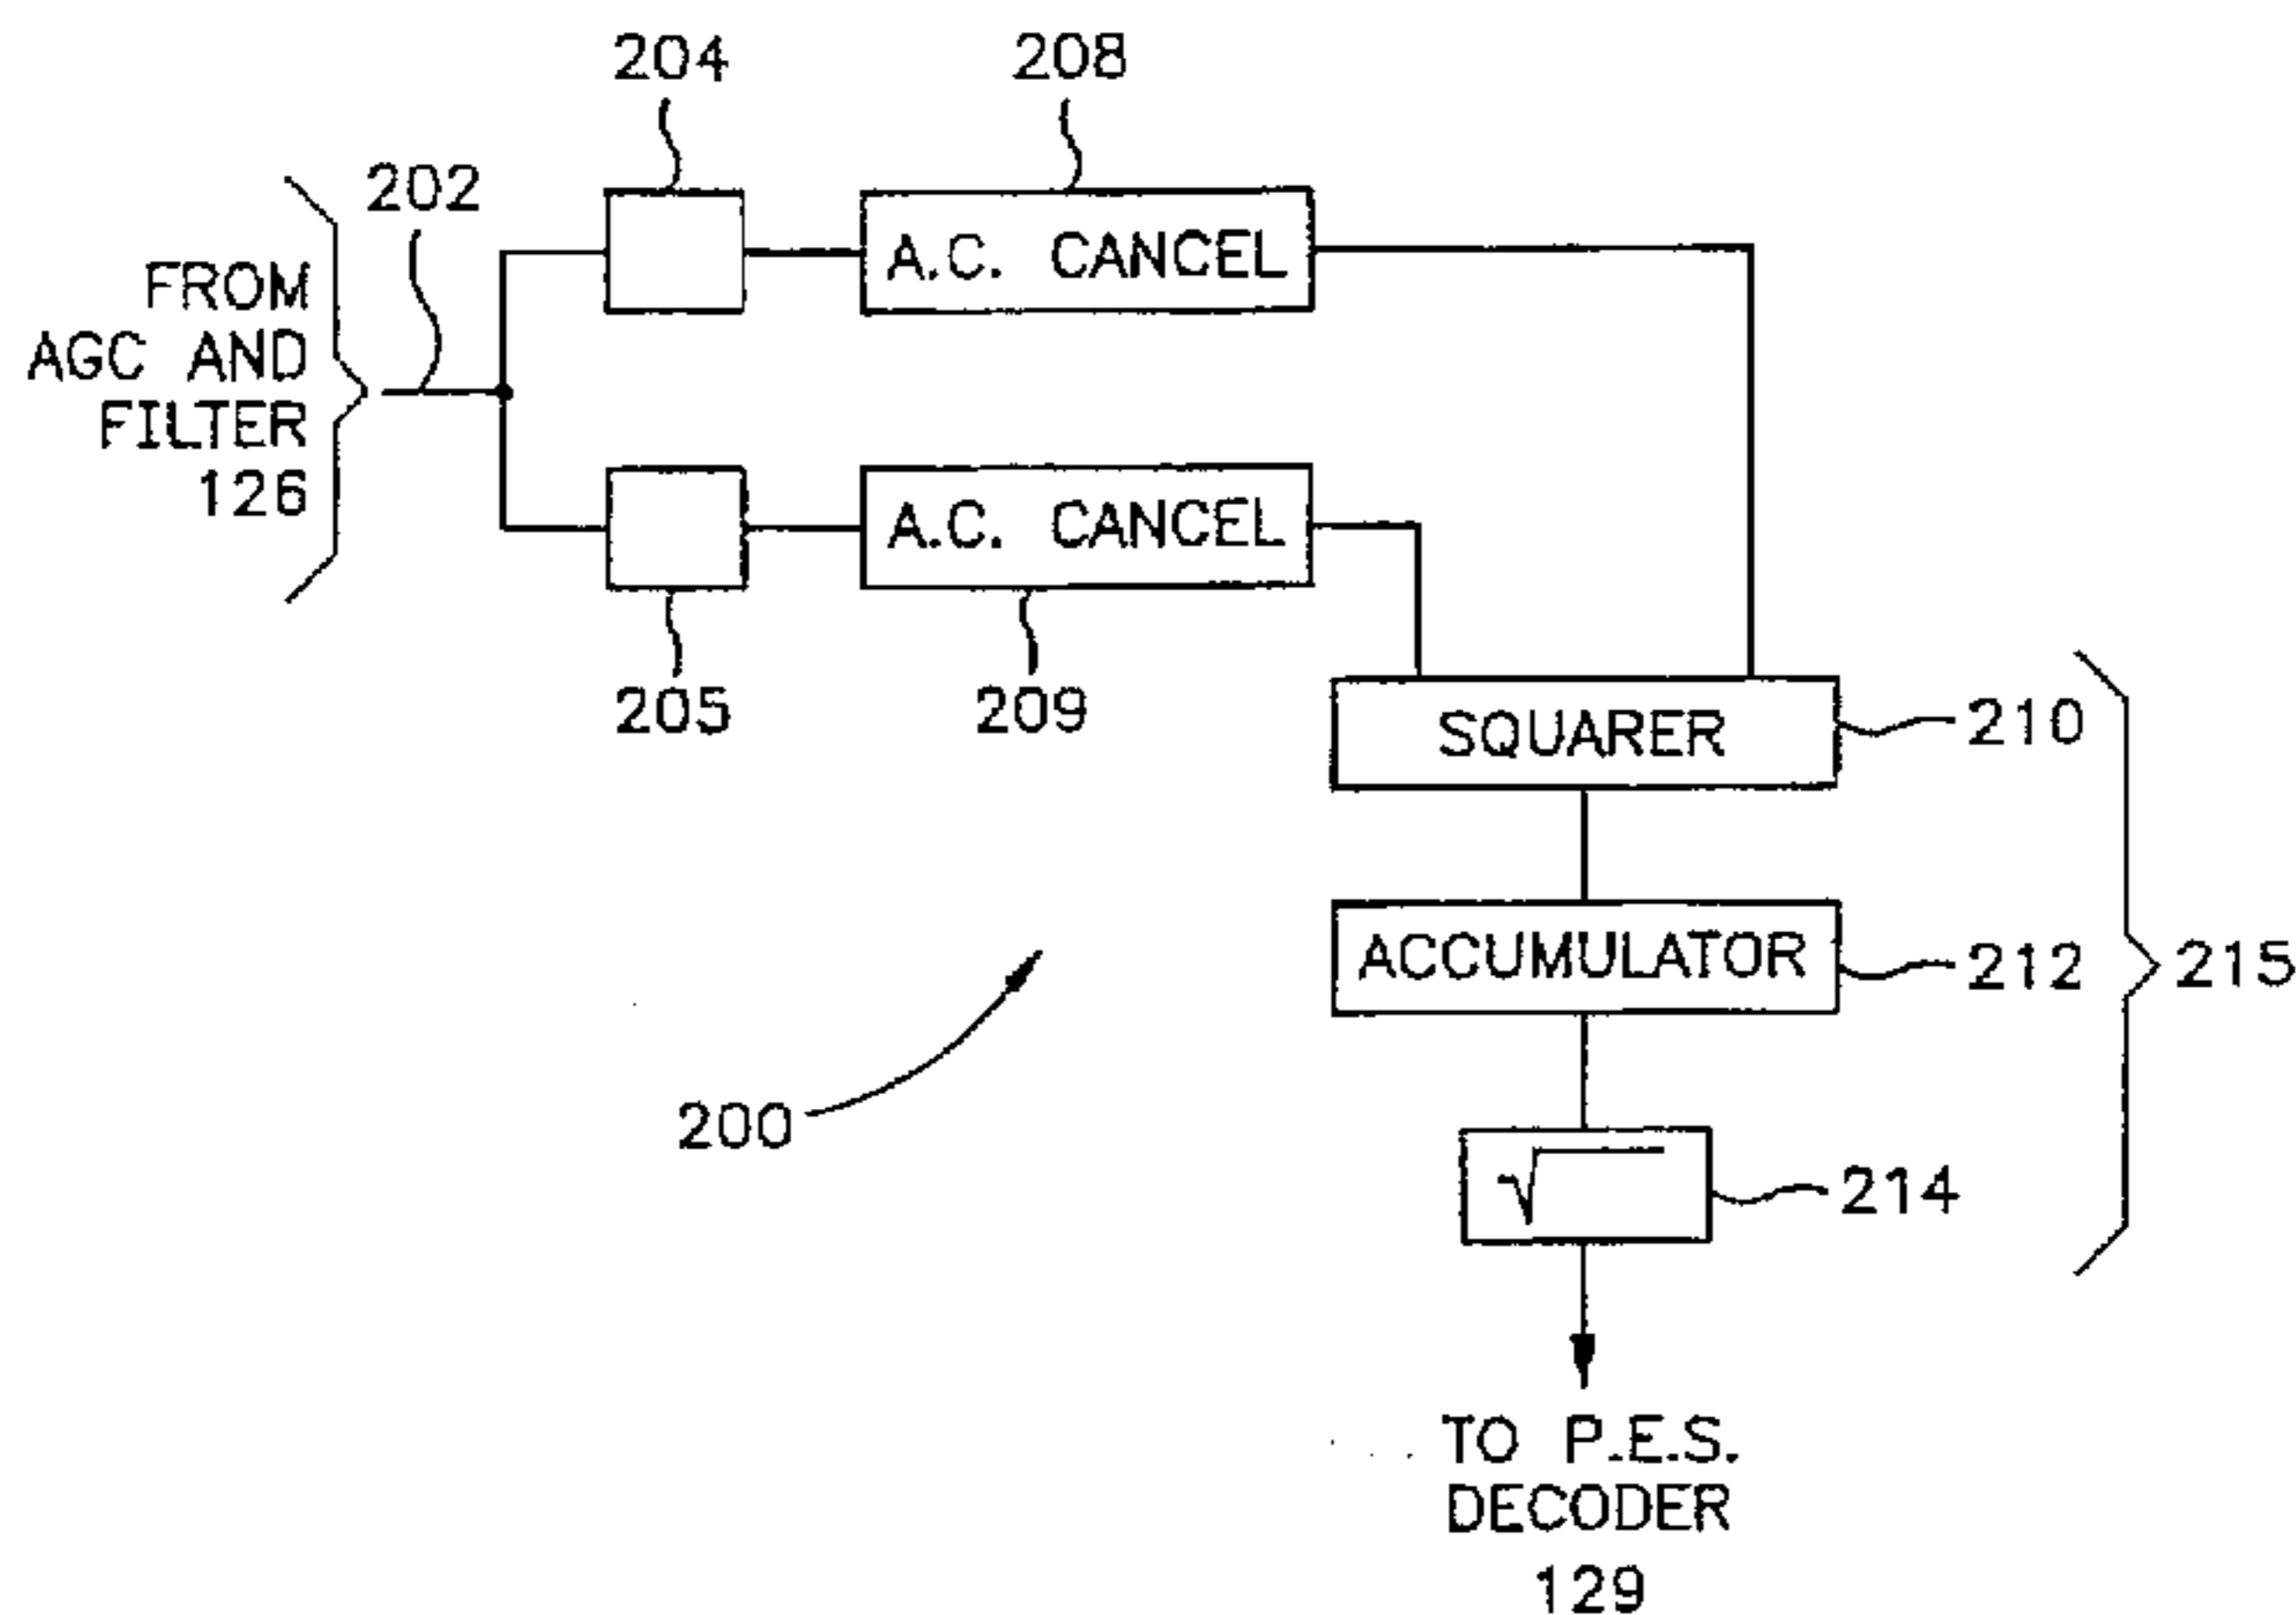 204
208
202
FROM
AGC AND
FILTER
126
A.C. CANCEL
A.C. CANCEL
205
209
SQUARER
210
ACCUMULATOR
212
215
200
√
214
TO P.E.S.
DECODER
129